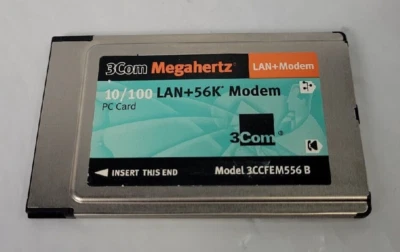 3Com Megahertz® LAN+Modem
10/100 LAN+56K* Modem
PC Card
3Com®
INSERT THIS END Model 3CCFEM556 B